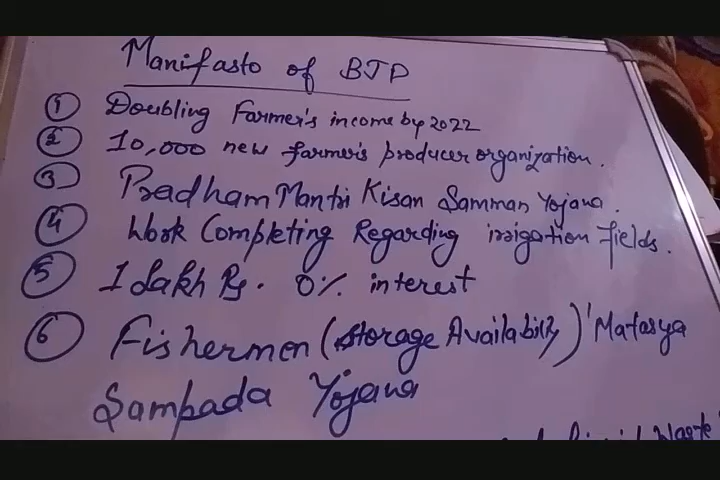 Manifasto of BJP
① Doubling Farmer's income by 2022
② 10,000 new farmer's producer organization.
③ Pradham Mantri Kisan Samman Yojana.
④ Work Completing Regarding irrigation fields.
⑤ 1 Lakh Rs. 0% interest
⑥ Fishermen (Storage Availability) 'Matasya
Sampada Yojana
Liquid Waste